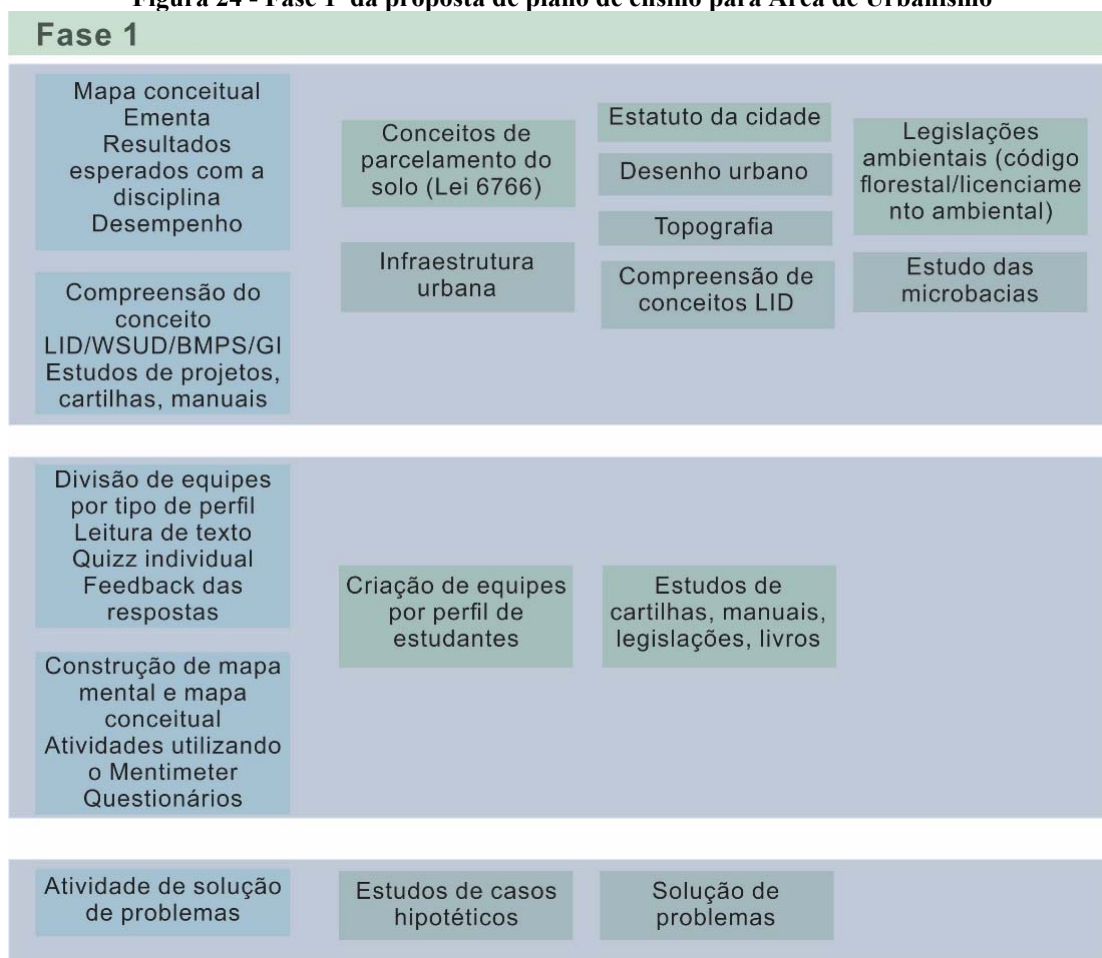 Figura 24 - Fase 1 da proposta de plano de ensino para Área de Urbanismo
Fase 1
Mapa conceitual
Ementa
Resultados
esperados com a
disciplina
Desempenho
Compreensão do
conceito
LID/WSUD/BMPS/GI
Estudos de projetos,
cartilhas, manuais
Conceitos de
parcelamento do
solo (Lei 6766)
Infraestrutura
urbana
Estatuto da cidade
Desenho urbano
Topografia
Compreensão de
conceitos LID
Legislações
ambientais (código
florestal/licenciame
nto ambiental)
Estudo das
microbacias
Divisão de equipes
por tipo de perfil
Leitura de texto
Quizz individual
Feedback das
respostas
Construção de mapa
mental e mapa
conceitual
Atividades utilizando
o Mentimeter
Questionários
Criação de equipes
por perfil de
estudantes
Estudos de
cartilhas, manuais,
legislações, livros
Atividade de solução
de problemas
Estudos de casos
hipotéticos
Solução de
problemas